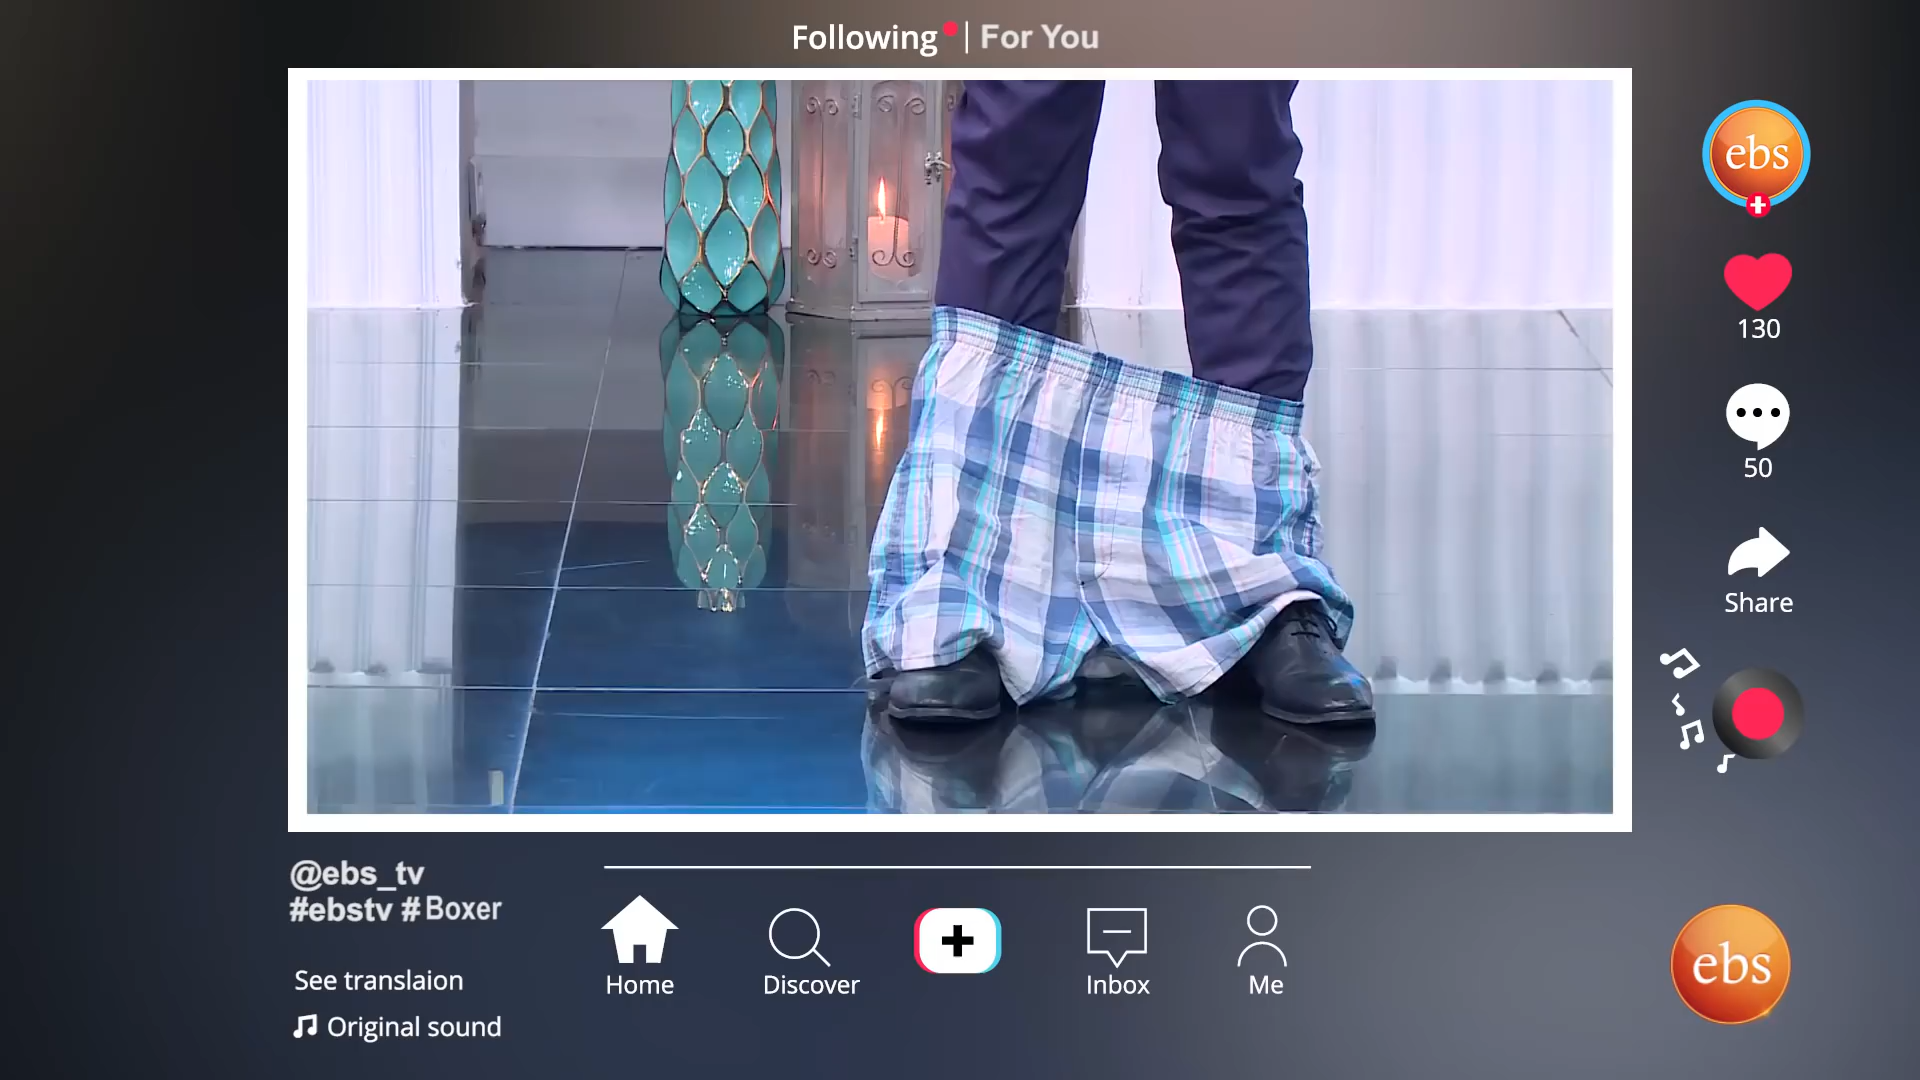 Following | For You
ebs
130
50
Share
@ebs_tv
#ebstv #Boxer
See translaion
Original sound
Home
Discover
Inbox
Me
ebs